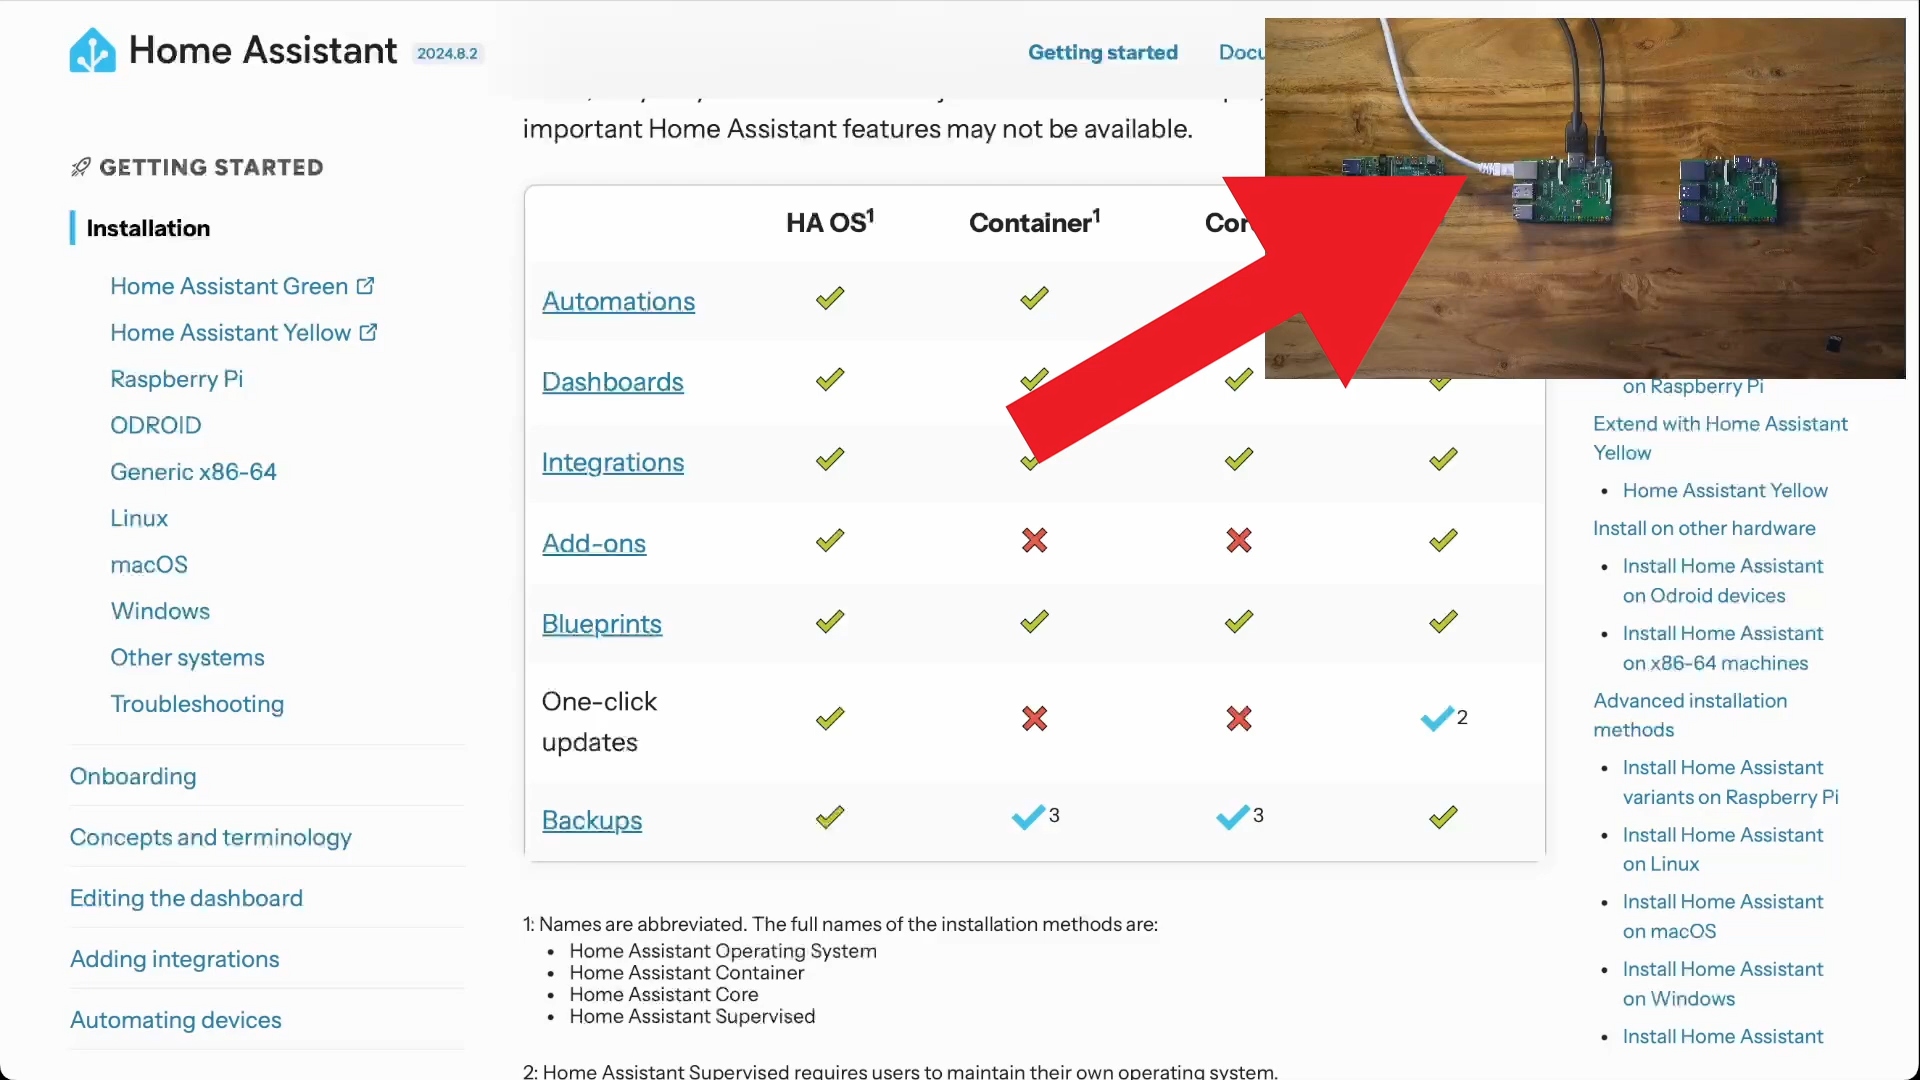 Home Assistant 2024.8.2
Getting started
important Home Assistant features may not be available.
GETTING STARTED
Installation
Home Assistant Green
Home Assistant Yellow
Raspberry Pi
ODROID
Generic x86-64
Linux
macOS
Windows
Other systems
Troubleshooting
Onboarding
Concepts and terminology
Editing the dashboard
Adding integrations
Automating devices
HA OS1 Container1
Automations
Dashboards
Integrations
Add-ons
Blueprints
One-click
updates 2
Backups 3 3
1: Names are abbreviated. The full names of the installation methods are:
• Home Assistant Operating System
• Home Assistant Container
• Home Assistant Core
• Home Assistant Supervised
2: Home Assistant Supervised requires users to maintain their own operating system.
on Raspberry Pi
Extend with Home Assistant
Yellow
• Home Assistant Yellow
Install on other hardware
• Install Home Assistant
on Odroid devices
• Install Home Assistant
on x86-64 machines
Advanced installation
methods
• Install Home Assistant
variants on Raspberry Pi
• Install Home Assistant
on Linux
• Install Home Assistant
on macOS
• Install Home Assistant
on Windows
• Install Home Assistant